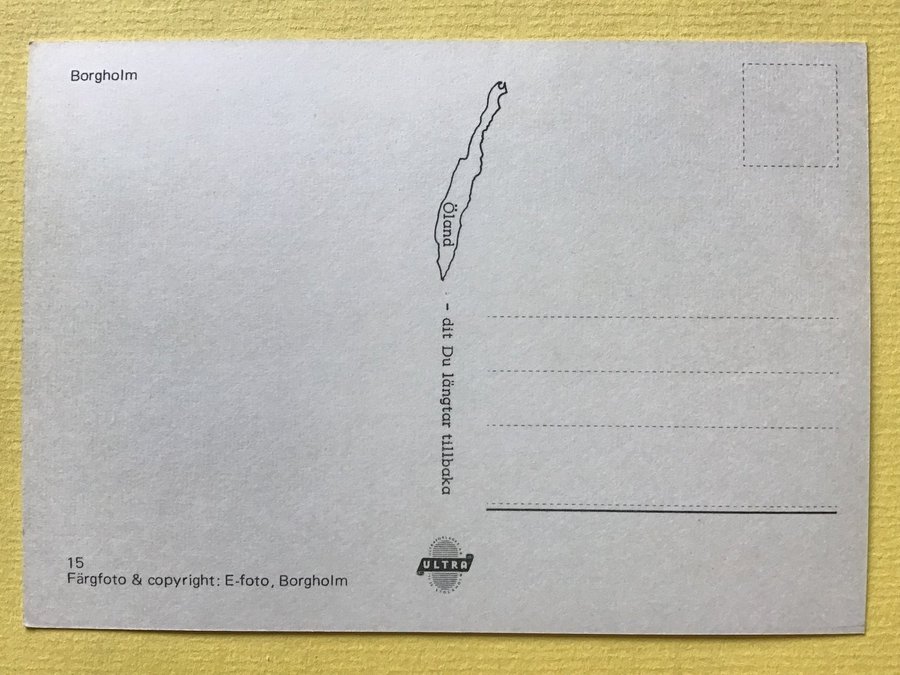 Borgholm
Öland
- dit Du längtar tillbaka
15
Färgfoto & copyright: E-foto, Borgholm
ULTRA